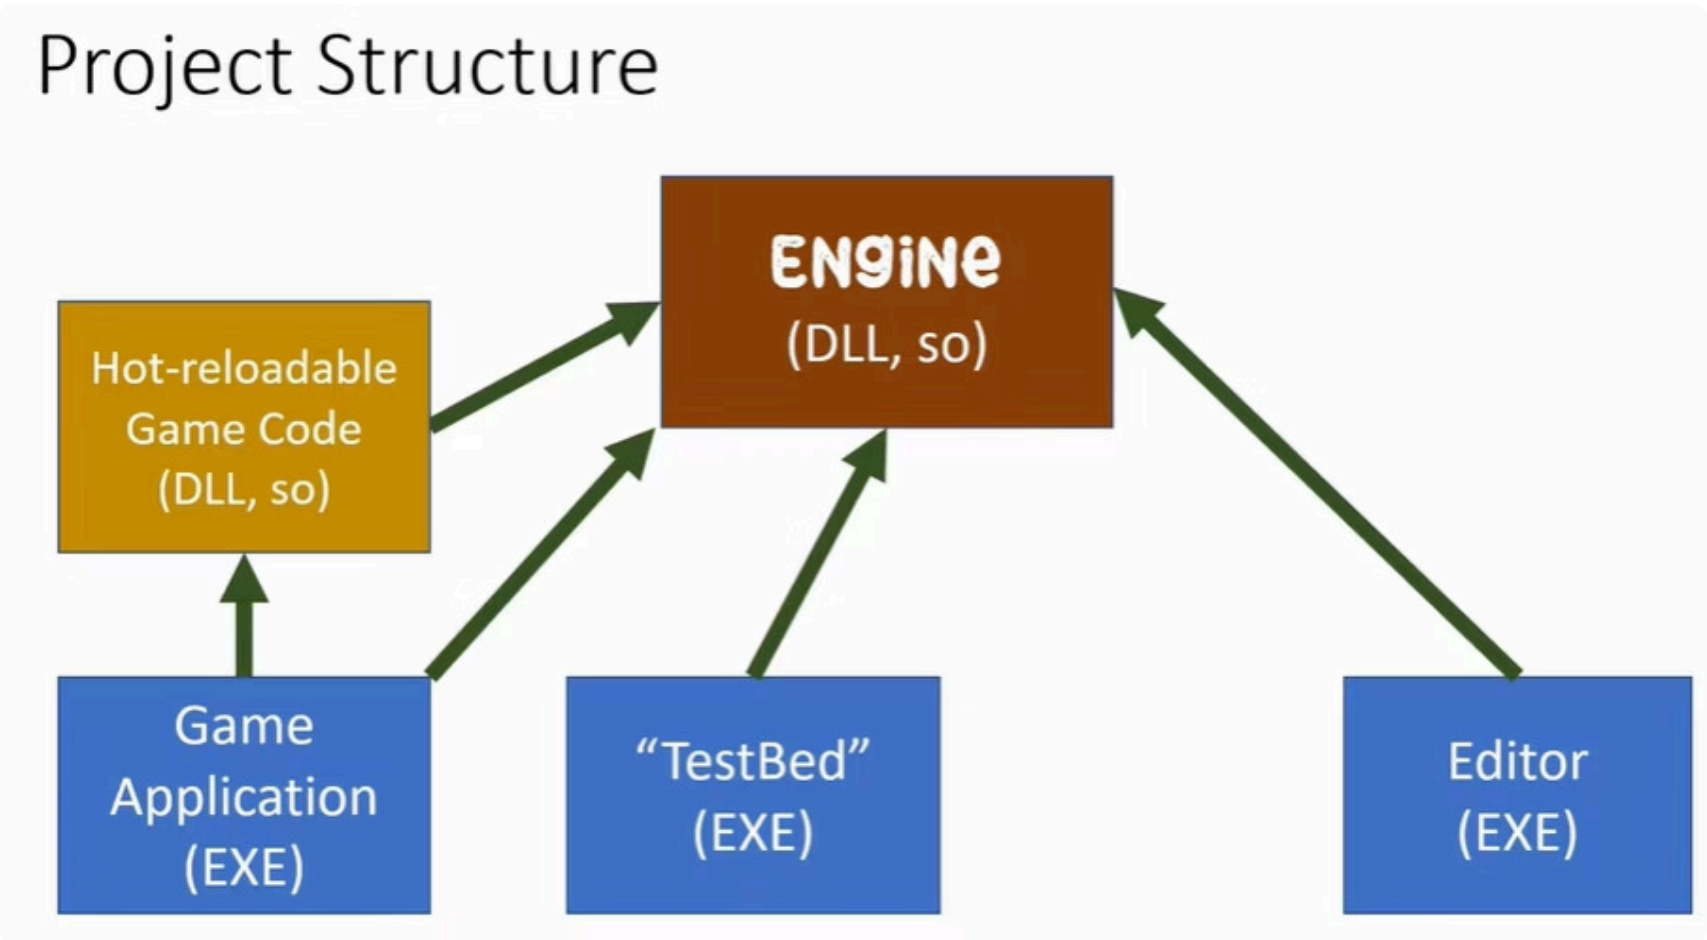 Project Structure
ENgiNe
(DLL, so)
Hot-reloadable
Game Code
(DLL, so)
Game
Application
(EXE)
“TestBed”
(EXE)
Editor
(EXE)